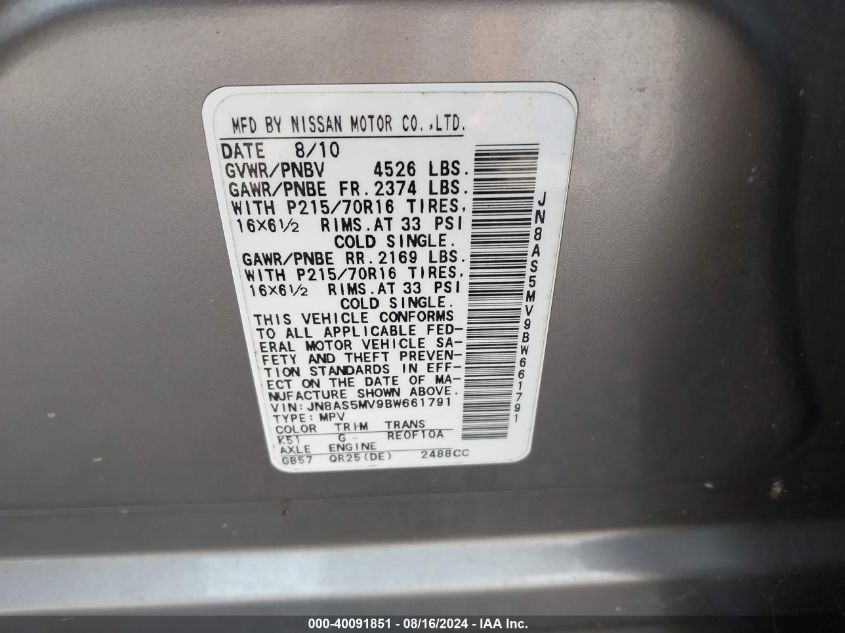 MFD BY NISSAN MOTOR CO.,LTD.
DATE 8/10
GVWR/PNBV 4526 LBS.
GAWR/PNBE FR. 2374 LBS.
WITH P215/70R16 TIRES,
16X6½ RIMS.AT 33 PSI
COLD SINGLE.
GAWR/PNBE RR. 2169 LBS.
WITH P215/70R16 TIRES,
16X6½ RIMS.AT 33 PSI
COLD SINGLE.
THIS VEHICLE CONFORMS
TO ALL APPLICABLE FED-
ERAL MOTOR VEHICLE SA-
FETY AND THEFT PREVEN-
TION STANDARDS IN EFF-
ECT ON THE DATE OF MA-
NUFACTURE SHOWN ABOVE.
VIN: JN8AS5MV9BW661791
TYPE: MPV
COLOR TRIM TRANS
K51 G- RE0F10A
AXLE ENGINE
GB57 QR25(DE) 2488CC
JN8AS5MV9BW661791
000-40091851 - 08/16/2024 - IAA Inc.